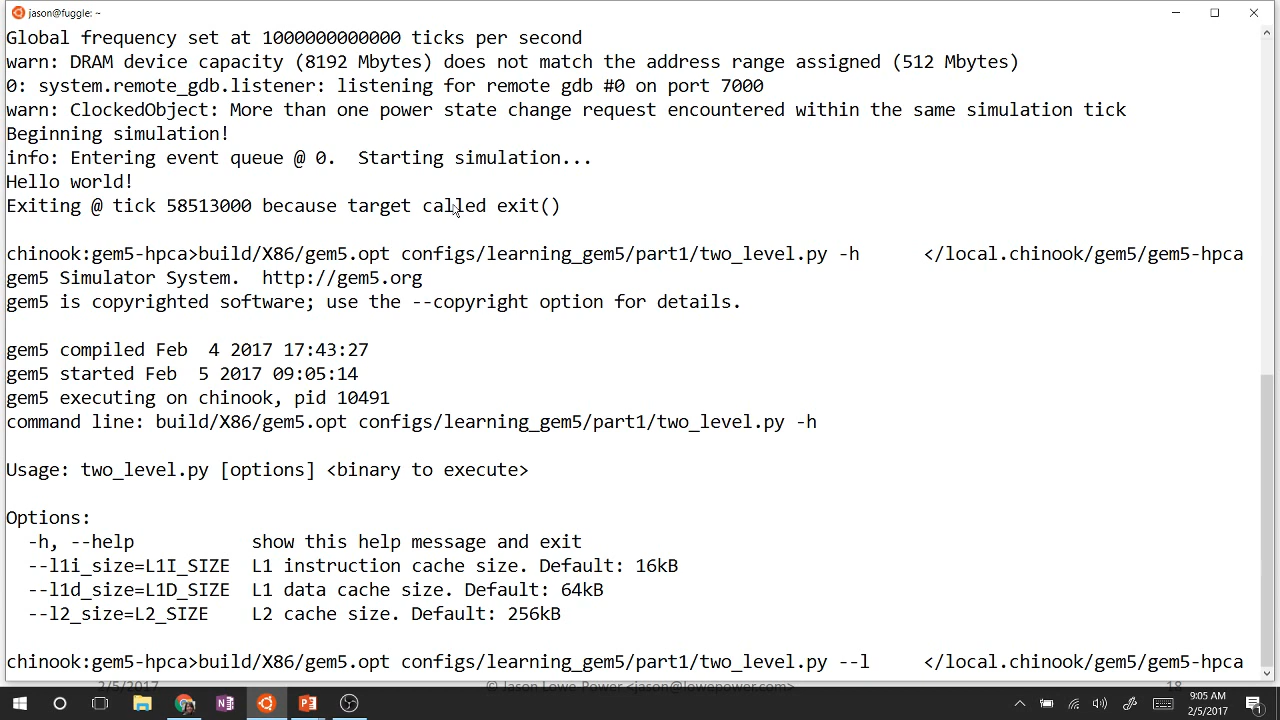 jason@fuggle: ~
Global frequency set at 1000000000000 ticks per second
warn: DRAM device capacity (8192 Mbytes) does not match the address range assigned (512 Mbytes)
0: system.remote_gdb.listener: listening for remote gdb #0 on port 7000
warn: ClockedObject: More than one power state change request encountered within the same simulation tick
Beginning simulation!
info: Entering event queue @ 0.  Starting simulation...
Hello world!
Exiting @ tick 58513000 because target called exit()
chinook:gem5-hpca>build/X86/gem5.opt configs/learning_gem5/part1/two_level.py -h      </local.chinook/gem5/gem5-hpca
gem5 Simulator System.  http://gem5.org
gem5 is copyrighted software; use the --copyright option for details.
gem5 compiled Feb  4 2017 17:43:27
gem5 started Feb  5 2017 09:05:14
gem5 executing on chinook, pid 10491
command line: build/X86/gem5.opt configs/learning_gem5/part1/two_level.py -h
Usage: two_level.py [options] <binary to execute>
Options:
  -h, --help           show this help message and exit
  --l1i_size=L1I_SIZE  L1 instruction cache size. Default: 16kB
  --l1d_size=L1D_SIZE  L1 data cache size. Default: 64kB
  --l2_size=L2_SIZE    L2 cache size. Default: 256kB
chinook:gem5-hpca>build/X86/gem5.opt configs/learning_gem5/part1/two_level.py --l     </local.chinook/gem5/gem5-hpca
2/5/2017 © Jason Lowe-Power <jason@lowepower.com> 18
9:05 AM
2/5/2017